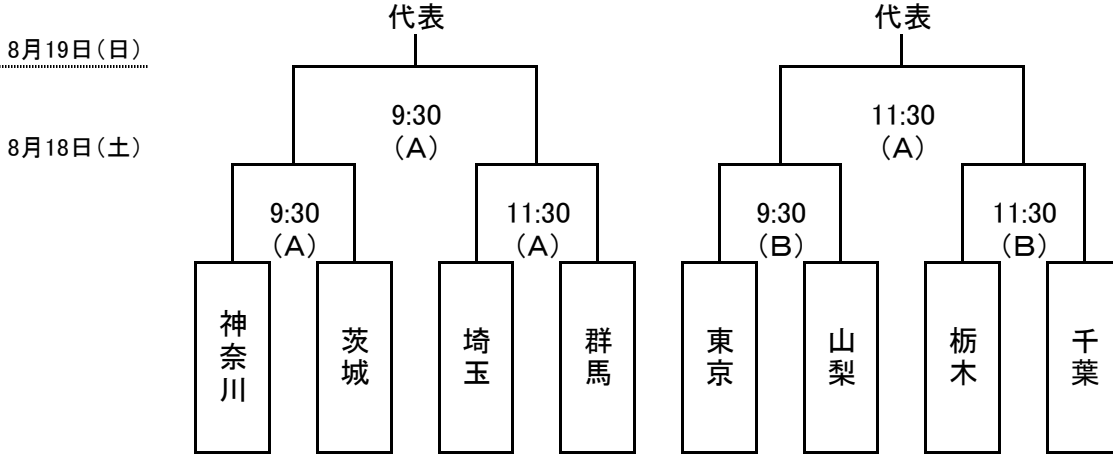 代表
代表
8月19日(日)
9:30
(A)
11:30
(A)
8月18日(土)
9:30
(A)
11:30
(A)
9:30
(B)
11:30
(B)
神奈川
茨城
埼玉
群馬
東京
山梨
栃木
千葉